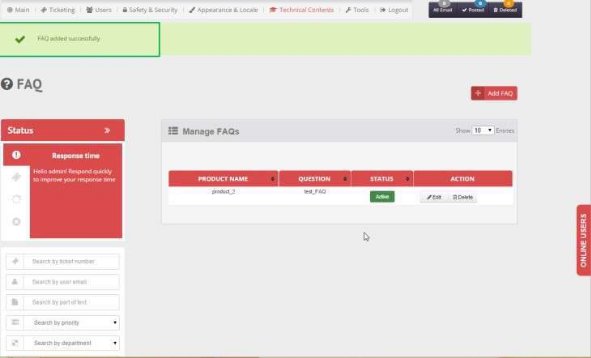 Main Ticketing Users Safety & Security Appearance & Locale Technical Contents Tools Logout All Email Posted Deleted
FAQ added successfully.
FAQ
Add FAQ
Status
Manage FAQs
Show 10 Entries
Response time
Hello admin! Respond quickly
to improve your response time
PRODUCT NAME QUESTION STATUS ACTION
product_2 test_FAQ Active Edit Delete
ONLINE USERS
Search by ticket number
Search by user email
Search by part of text
Search by priority
Search by department